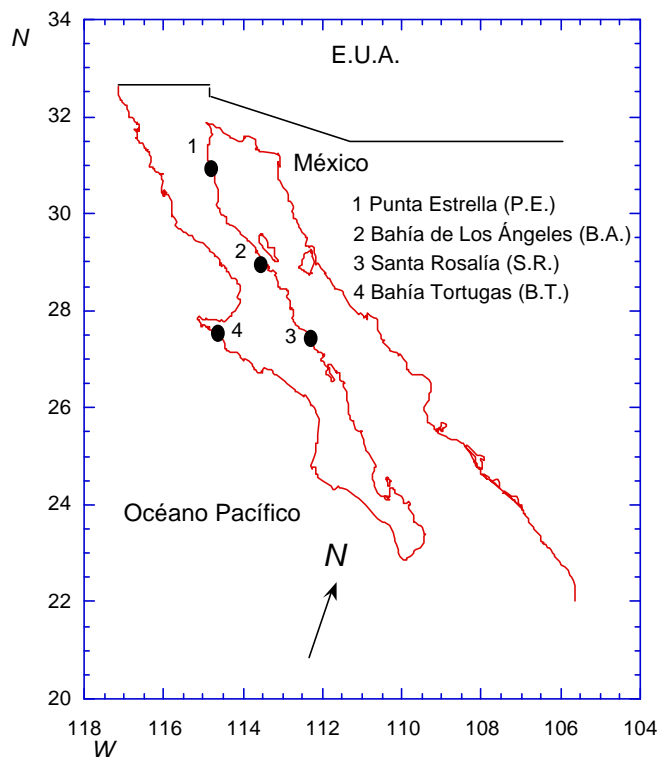 N
34
E.U.A.
32
1
México
30
1 Punta Estrella (P.E.)
2 Bahía de Los Ángeles (B.A.)
3 Santa Rosalía (S.R.)
4 Bahía Tortugas (B.T.)
2
28
4
3
26
24
Océano Pacífico
N
22
20
118 116 114 112 110 108 106 104
W